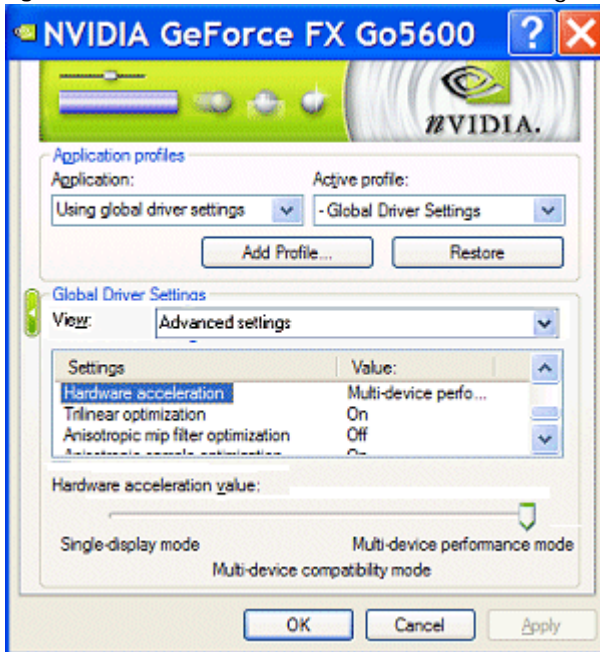 NVIDIA GeForce FX Go5600
nVIDIA.
Application profiles
Application: Active profile:
Using global driver settings - Global Driver Settings
Add Profile... Restore
Global Driver Settings
View: Advanced settings
Settings Value:
Hardware acceleration Multi-device perfo...
Trilinear optimization On
Anisotropic mip filter optimization Off
Hardware acceleration value:
Single-display mode Multi-device performance mode
Multi-device compatibility mode
OK Cancel Apply